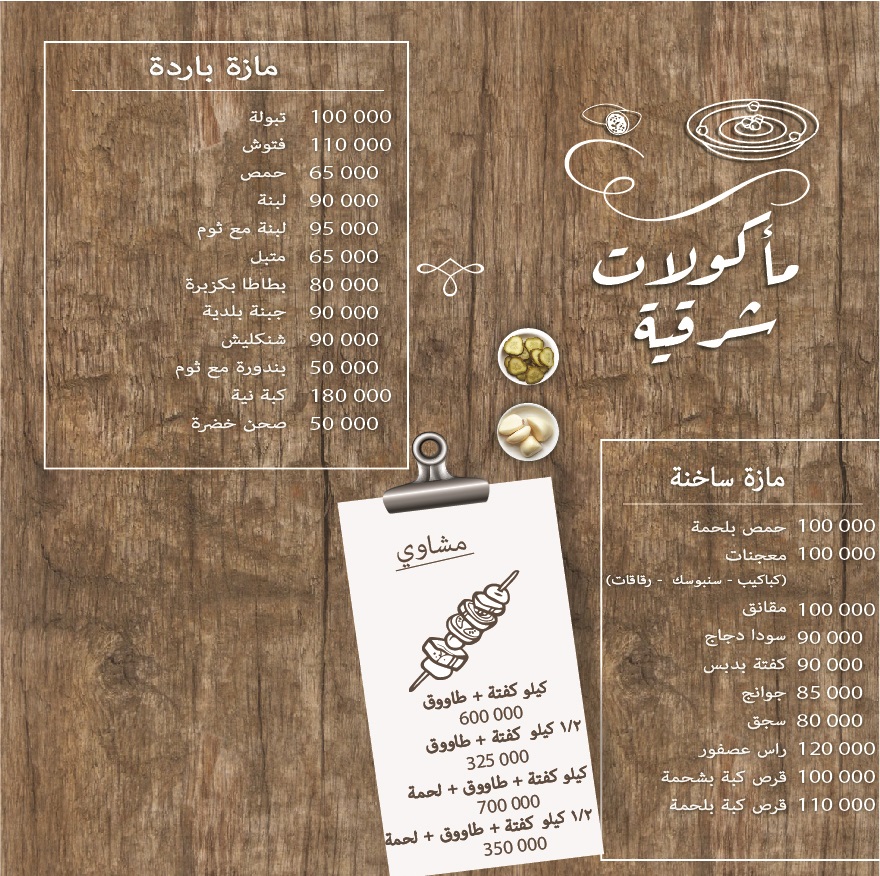 مأكولات
شرقية
مازة باردة
تبولة 100 000
فتوش 110 000
حمص 65 000
لبنة 90 000
لبنة مع ثوم 95 000
متبل 65 000
بطاطا بكزبرة 80 000
جبنة بلدية 90 000
شنكليش 90 000
بندورة مع ثوم 50 000
كبة نية 180 000
صحن خضرة 50 000
مازة ساخنة
حمص بلحمة 100 000
معجنات 100 000
(كباكيب - سنبوسك - رقاقات)
مقانق 100 000
سودا دجاج 90 000
كفتة بدبس 90 000
جوانح 85 000
سجق 80 000
راس عصفور 120 000
قرص كبة بشحمة 100 000
قرص كبة بلحمة 110 000
مشاوي
كيلو كفتة + طاووق
600 000
١/٢ كيلو كفتة + طاووق
325 000
كيلو كفتة + طاووق + لحمة
700 000
١/٢ كيلو كفتة + طاووق + لحمة
350 000